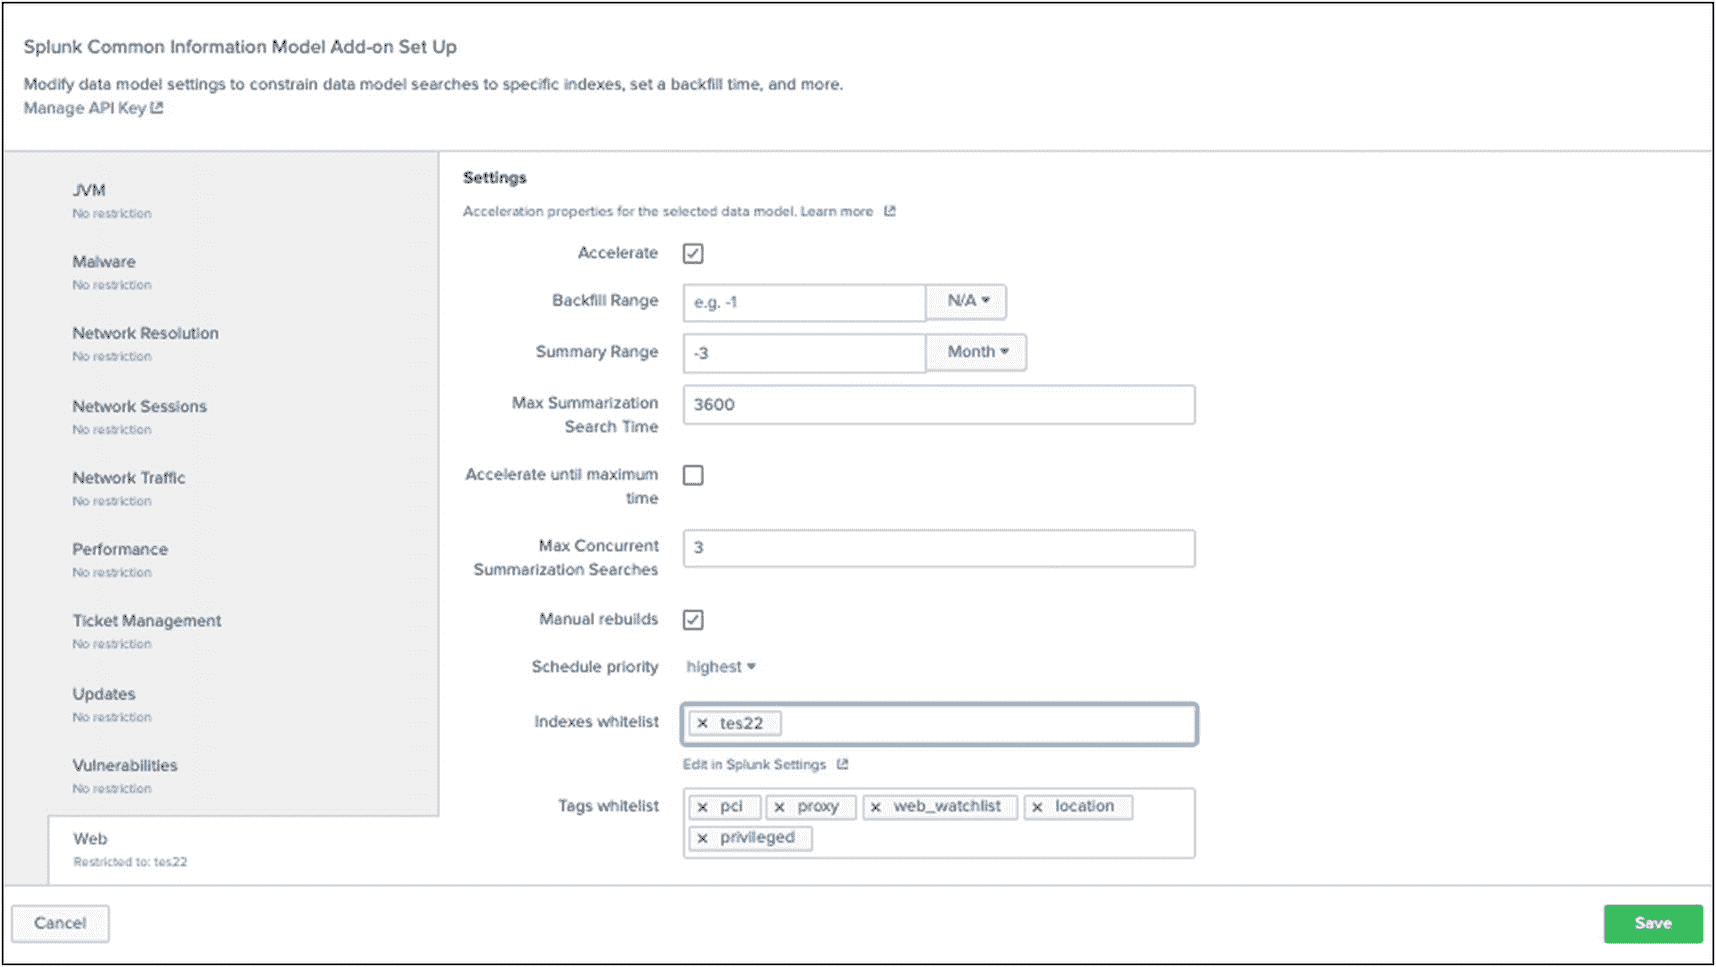 Splunk Common Information Model Add-on Set Up
Modify data model settings to constrain data model searches to specific indexes, set a backfill time, and more.
Manage API Key
JVM
No restriction
Malware
No restriction
Network Resolution
No restriction
Network Sessions
No restriction
Network Traffic
No restriction
Performance
No restriction
Ticket Management
No restriction
Updates
No restriction
Vulnerabilities
No restriction
Web
Restricted to: tes22
Settings
Acceleration properties for the selected data model. Learn more
Accelerate
Backfill Range e.g. -1 N/A
Summary Range -3 Month
Max Summarization
Search Time
3600
Accelerate until maximum
time
Max Concurrent
Summarization Searches
3
Manual rebuilds
Schedule priority highest
Indexes whitelist × tes22
Edit in Splunk Settings
Tags whitelist × pci × proxy × web_watchlist × location
× privileged
Cancel Save